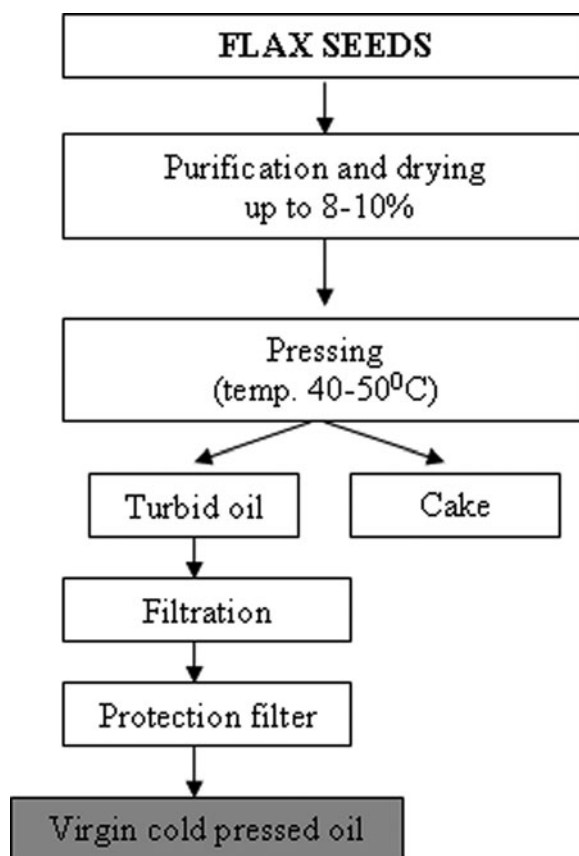 FLAX SEEDS
Purification and drying
up to 8-10%
Pressing
(temp. 40-50⁰C)
Turbid oil
Cake
Filtration
Protection filter
Virgin cold pressed oil